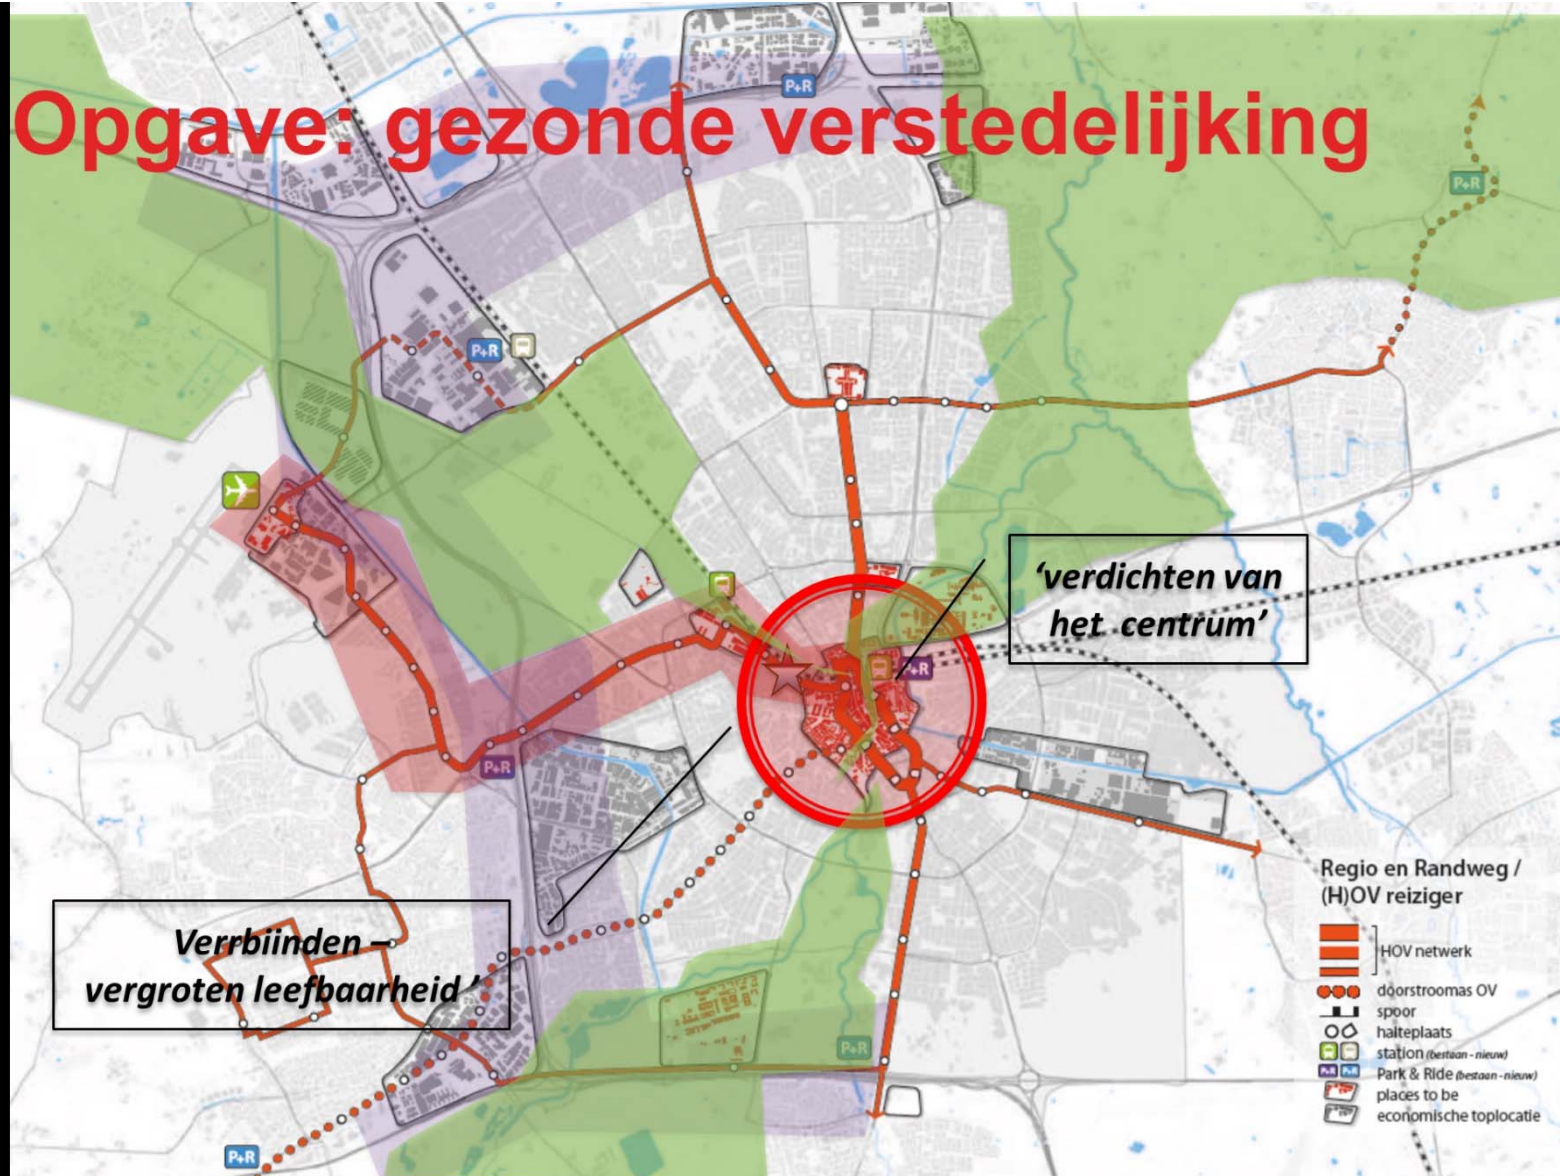 Opgave: gezonde verstedelijking
P+R
P+R
P+R
‘verdichten van
het centrum’
P+R
P+R
Verrbiinden –
vergroten leefbaarheid ’
P+R
P+R
Regio en Randweg /
(H)OV reiziger
HOV netwerk
doorstroomas OV
spoor
halteplaats
station (bestaan - nieuw)
P+R P+R Park & Ride (bestaan - nieuw)
places to be
economische toplocatie